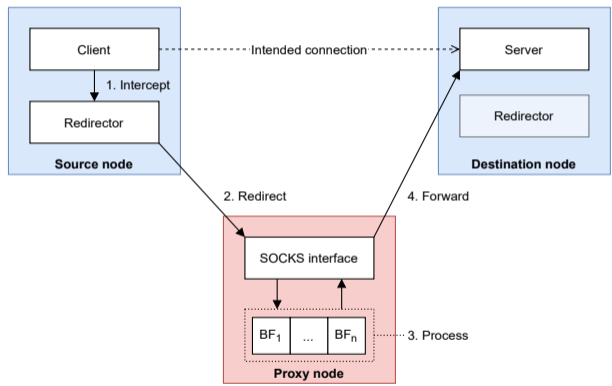 Client
Intended connection
Server
1. Intercept
Redirector
Redirector
Source node
Destination node
2. Redirect
4. Forward
SOCKS interface
BF1
...
BFn
3. Process
Proxy node